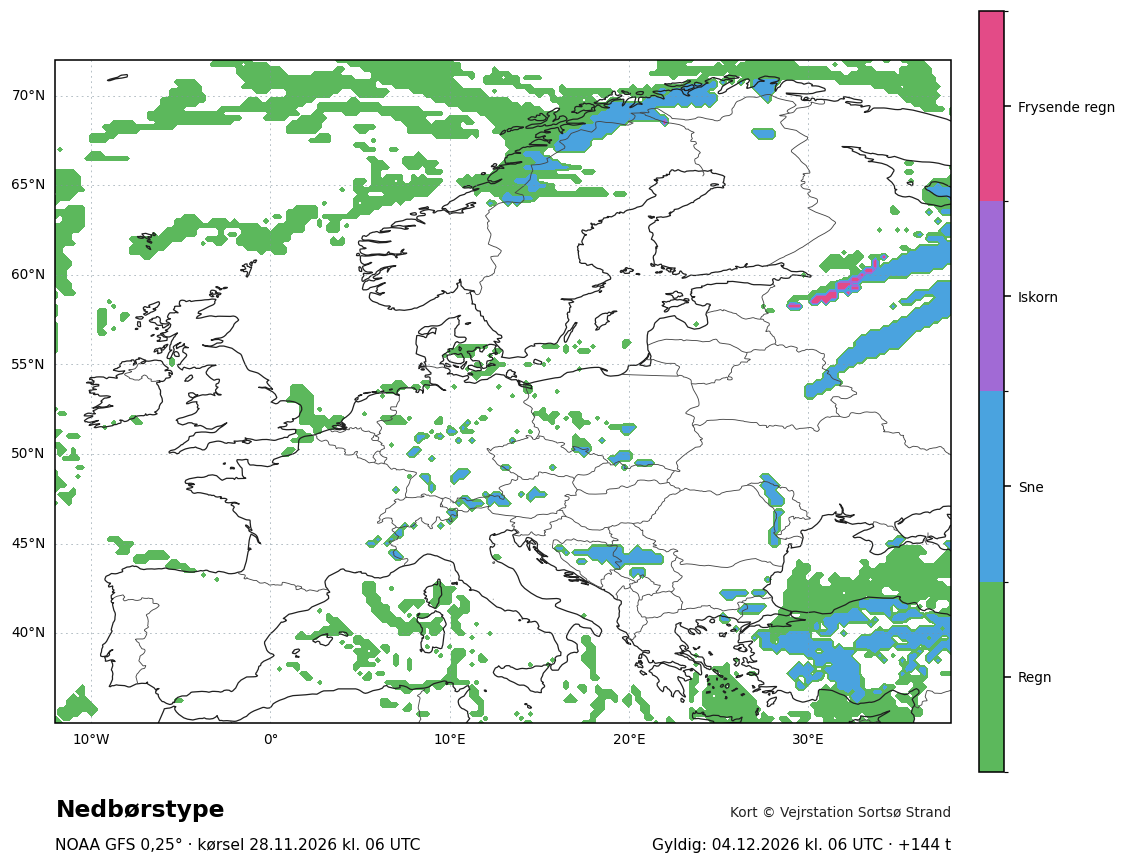 70°N
65°N
60°N
55°N
50°N
45°N
40°N
10°W
0°
10°E
20°E
30°E
Frysende regn
Iskorn
Sne
Regn
Nedbørstype
Kort © Vejrstation Sortsø Strand
NOAA GFS 0,25° · kørsel 28.11.2026 kl. 06 UTC
Gyldig: 04.12.2026 kl. 06 UTC · +144 t